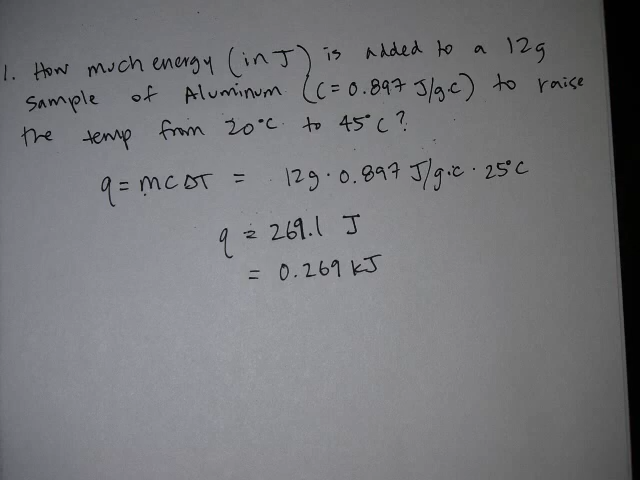 1. How much energy (in J) is added to a 12g
sample of Aluminum (C= 0.897 J/g·c) to raise
the temp from 20°C to 45°C?
q = mCΔT = 12g · 0.897 J/g·c · 25°C
q = 269.1 J
= 0.269 kJ